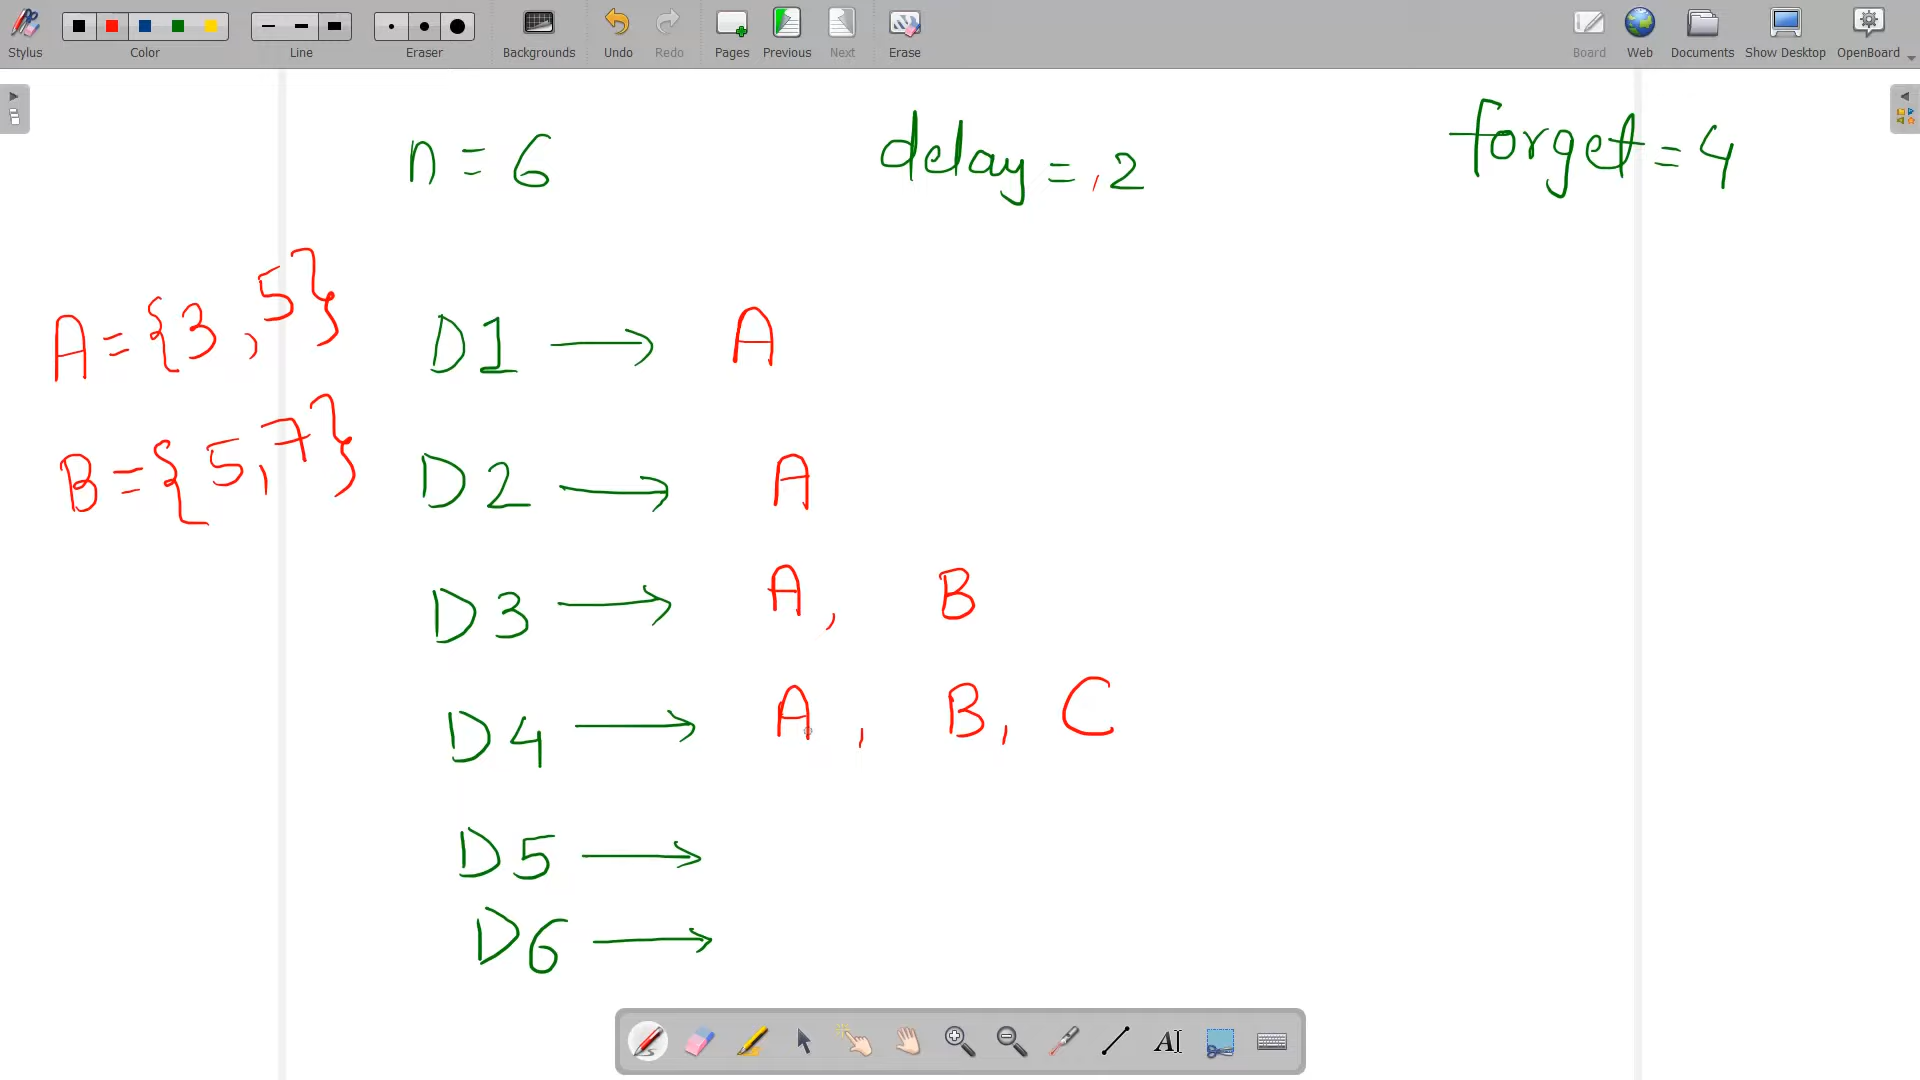 Stylus Color Line Eraser Backgrounds Undo Redo Pages Previous Next Erase Board Web Documents Show Desktop OpenBoard
n = 6 delay = , 2 forget = 4
A = {3 , 5}
D1 → A
B = { 5, 7}
D2 → A
D3 → A , B
D4 → A , B, C
D5 →
D6 →